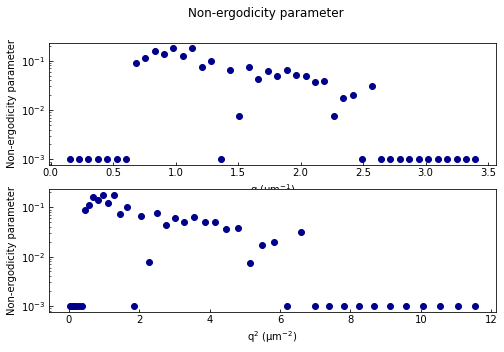 Non-ergodicity parameter
Non-ergodicity parameter
10⁻¹
10⁻²
10⁻³
0.0 0.5 1.0 1.5 2.0 2.5 3.0 3.5
q (μm⁻¹)
Non-ergodicity parameter
10⁻¹
10⁻²
10⁻³
0 2 4 6 8 10 12
q² (μm⁻²)